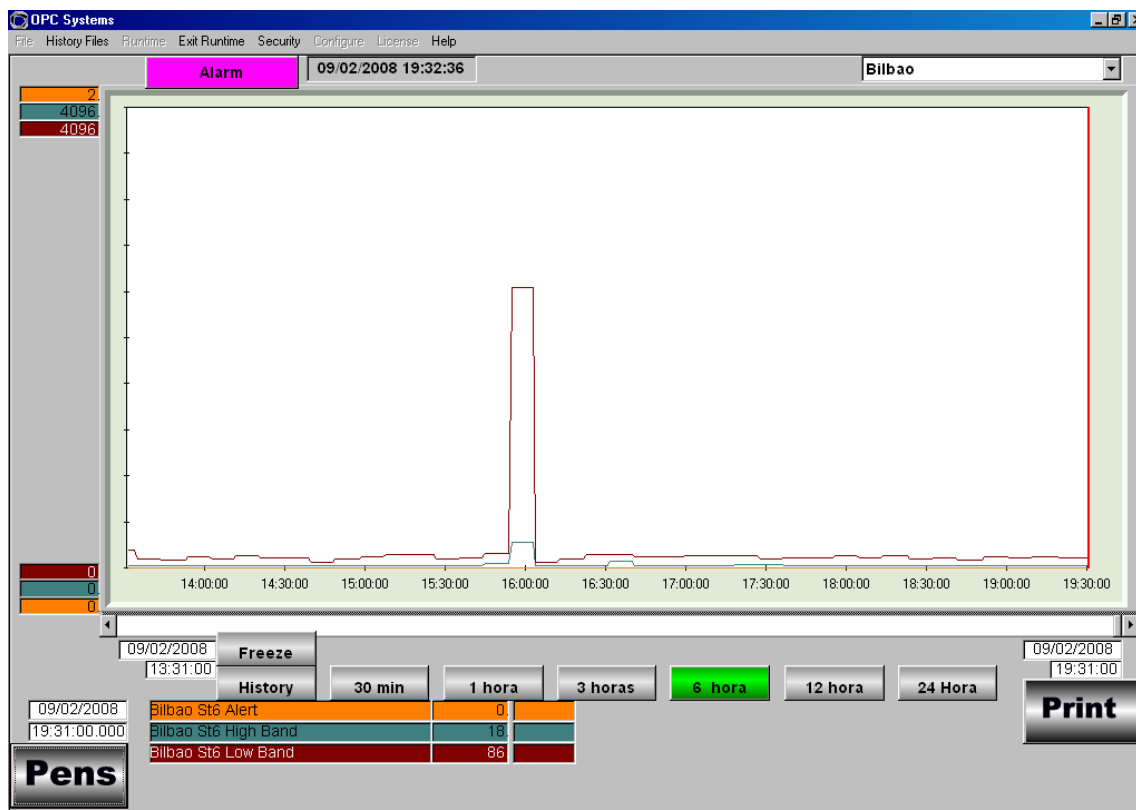 OPC Systems
File History Files Runtime Exit Runtime Security Configure License Help
Alarm 09/02/2008 19:32:36 Bilbao
2.
4096.
4096
0
0.
0.
14:00:00 14:30:00 15:00:00 15:30:00 16:00:00 16:30:00 17:00:00 17:30:00 18:00:00 18:30:00 19:00:00 19:30:00
09/02/2008 Freeze 09/02/2008
13:31:00 History 30 min 1 hora 3 horas 6 hora 12 hora 24 Hora 19:31:00
09/02/2008 Bilbao St6 Alert 0. Print
19:31:00.000 Bilbao St6 High Band 18.
Bilbao St6 Low Band 86
Pens